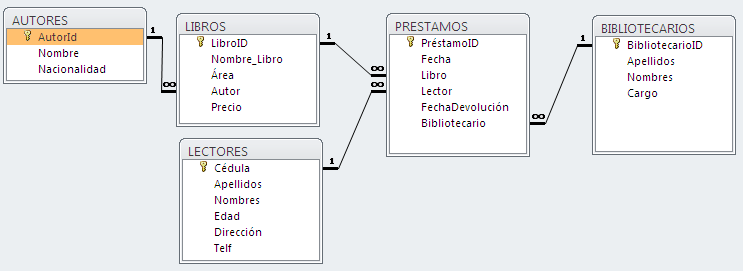 AUTORES
AutorId
Nombre
Nacionalidad
1
∞
LIBROS
LibroID
Nombre_Libro
Área
Autor
Precio
1
∞
∞
PRESTAMOS
PréstamoID
Fecha
Libro
Lector
FechaDevolución
Bibliotecario
∞
1
BIBLIOTECARIOS
BibliotecarioID
Apellidos
Nombres
Cargo
LECTORES
Cédula
Apellidos
Nombres
Edad
Dirección
Telf
1